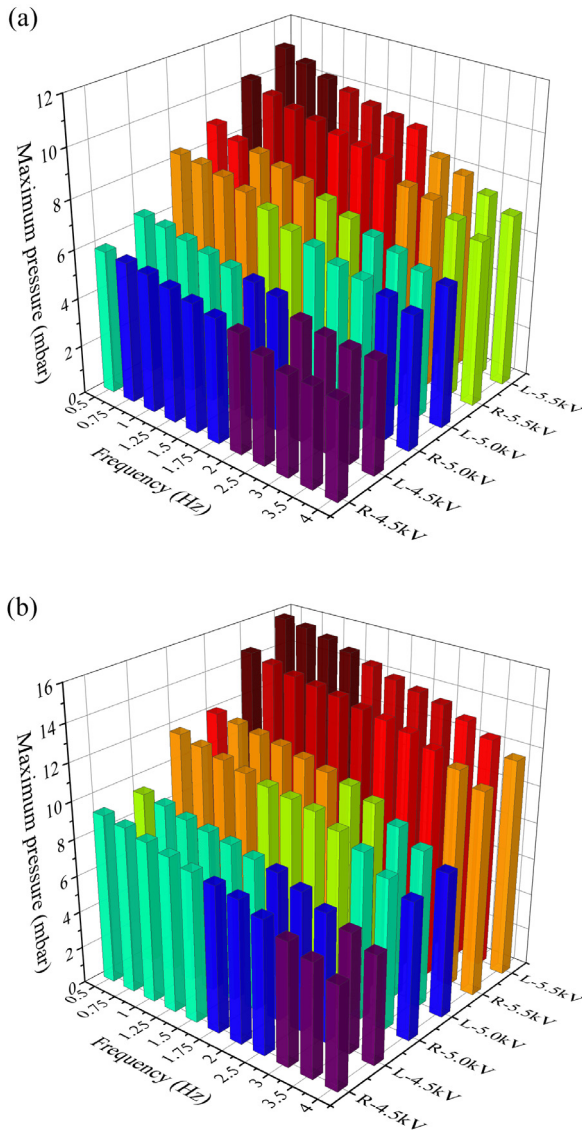 (a)
Maximum pressure (mbar)
12
10
8
6
4
2
0
0.5
0.75
1
1.25
1.5
1.75
2
2.5
3
3.5
4
Frequency (Hz)
R-4.5kV
L-4.5kV
R-5.0kV
L-5.0kV
R-5.5kV
L-5.5kV
(b)
Maximum pressure (mbar)
16
14
12
10
8
6
4
2
0
0.5
0.75
1
1.25
1.5
1.75
2
2.5
3
3.5
4
Frequency (Hz)
R-4.5kV
L-4.5kV
R-5.0kV
L-5.0kV
R-5.5kV
L-5.5kV